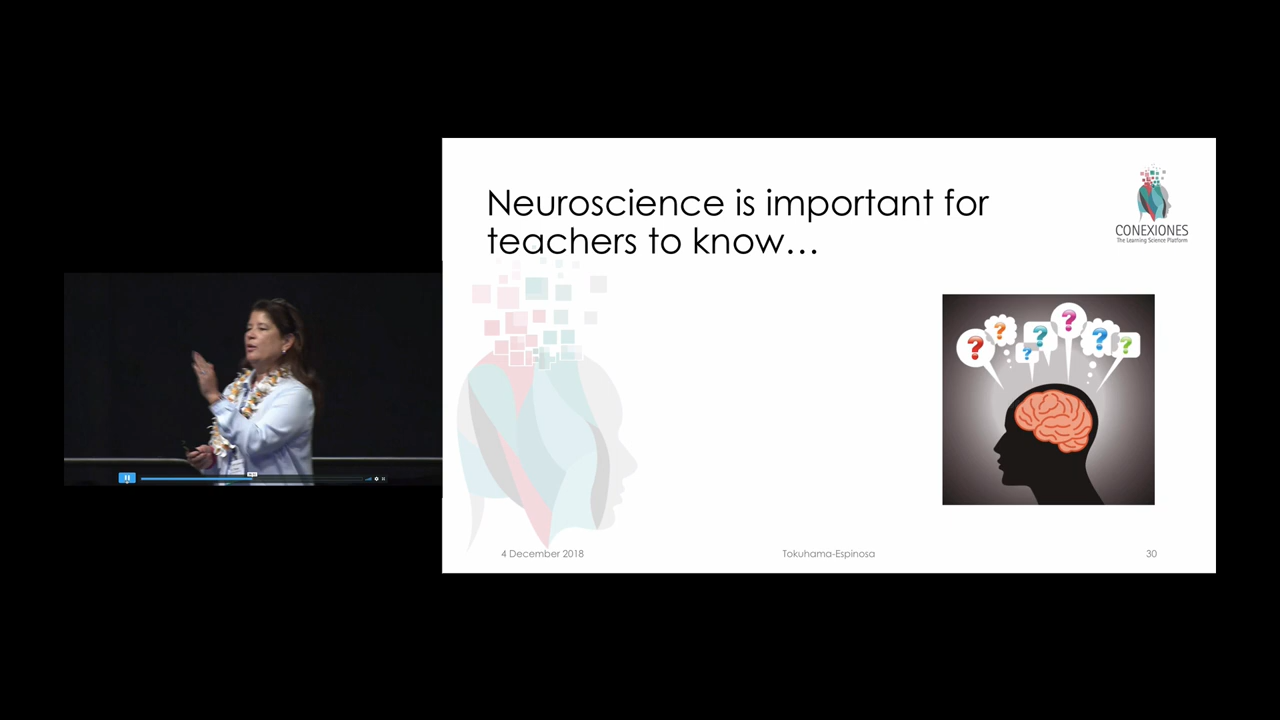 Neuroscience is important for
teachers to know…
CONEXIONES
The Learning Science Platform
? ? ? ? ? ? ?
4 December 2018
Tokuhama-Espinosa
30